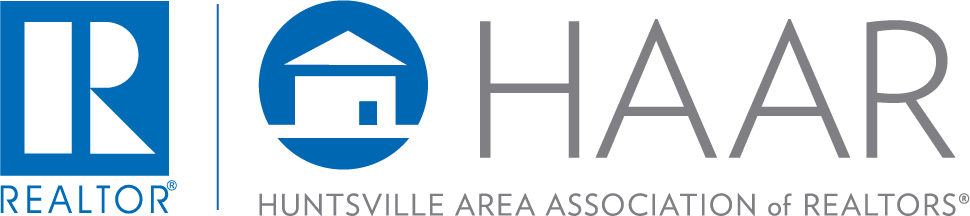 R
REALTOR®
HAAR
HUNTSVILLE AREA ASSOCIATION of REALTORS®